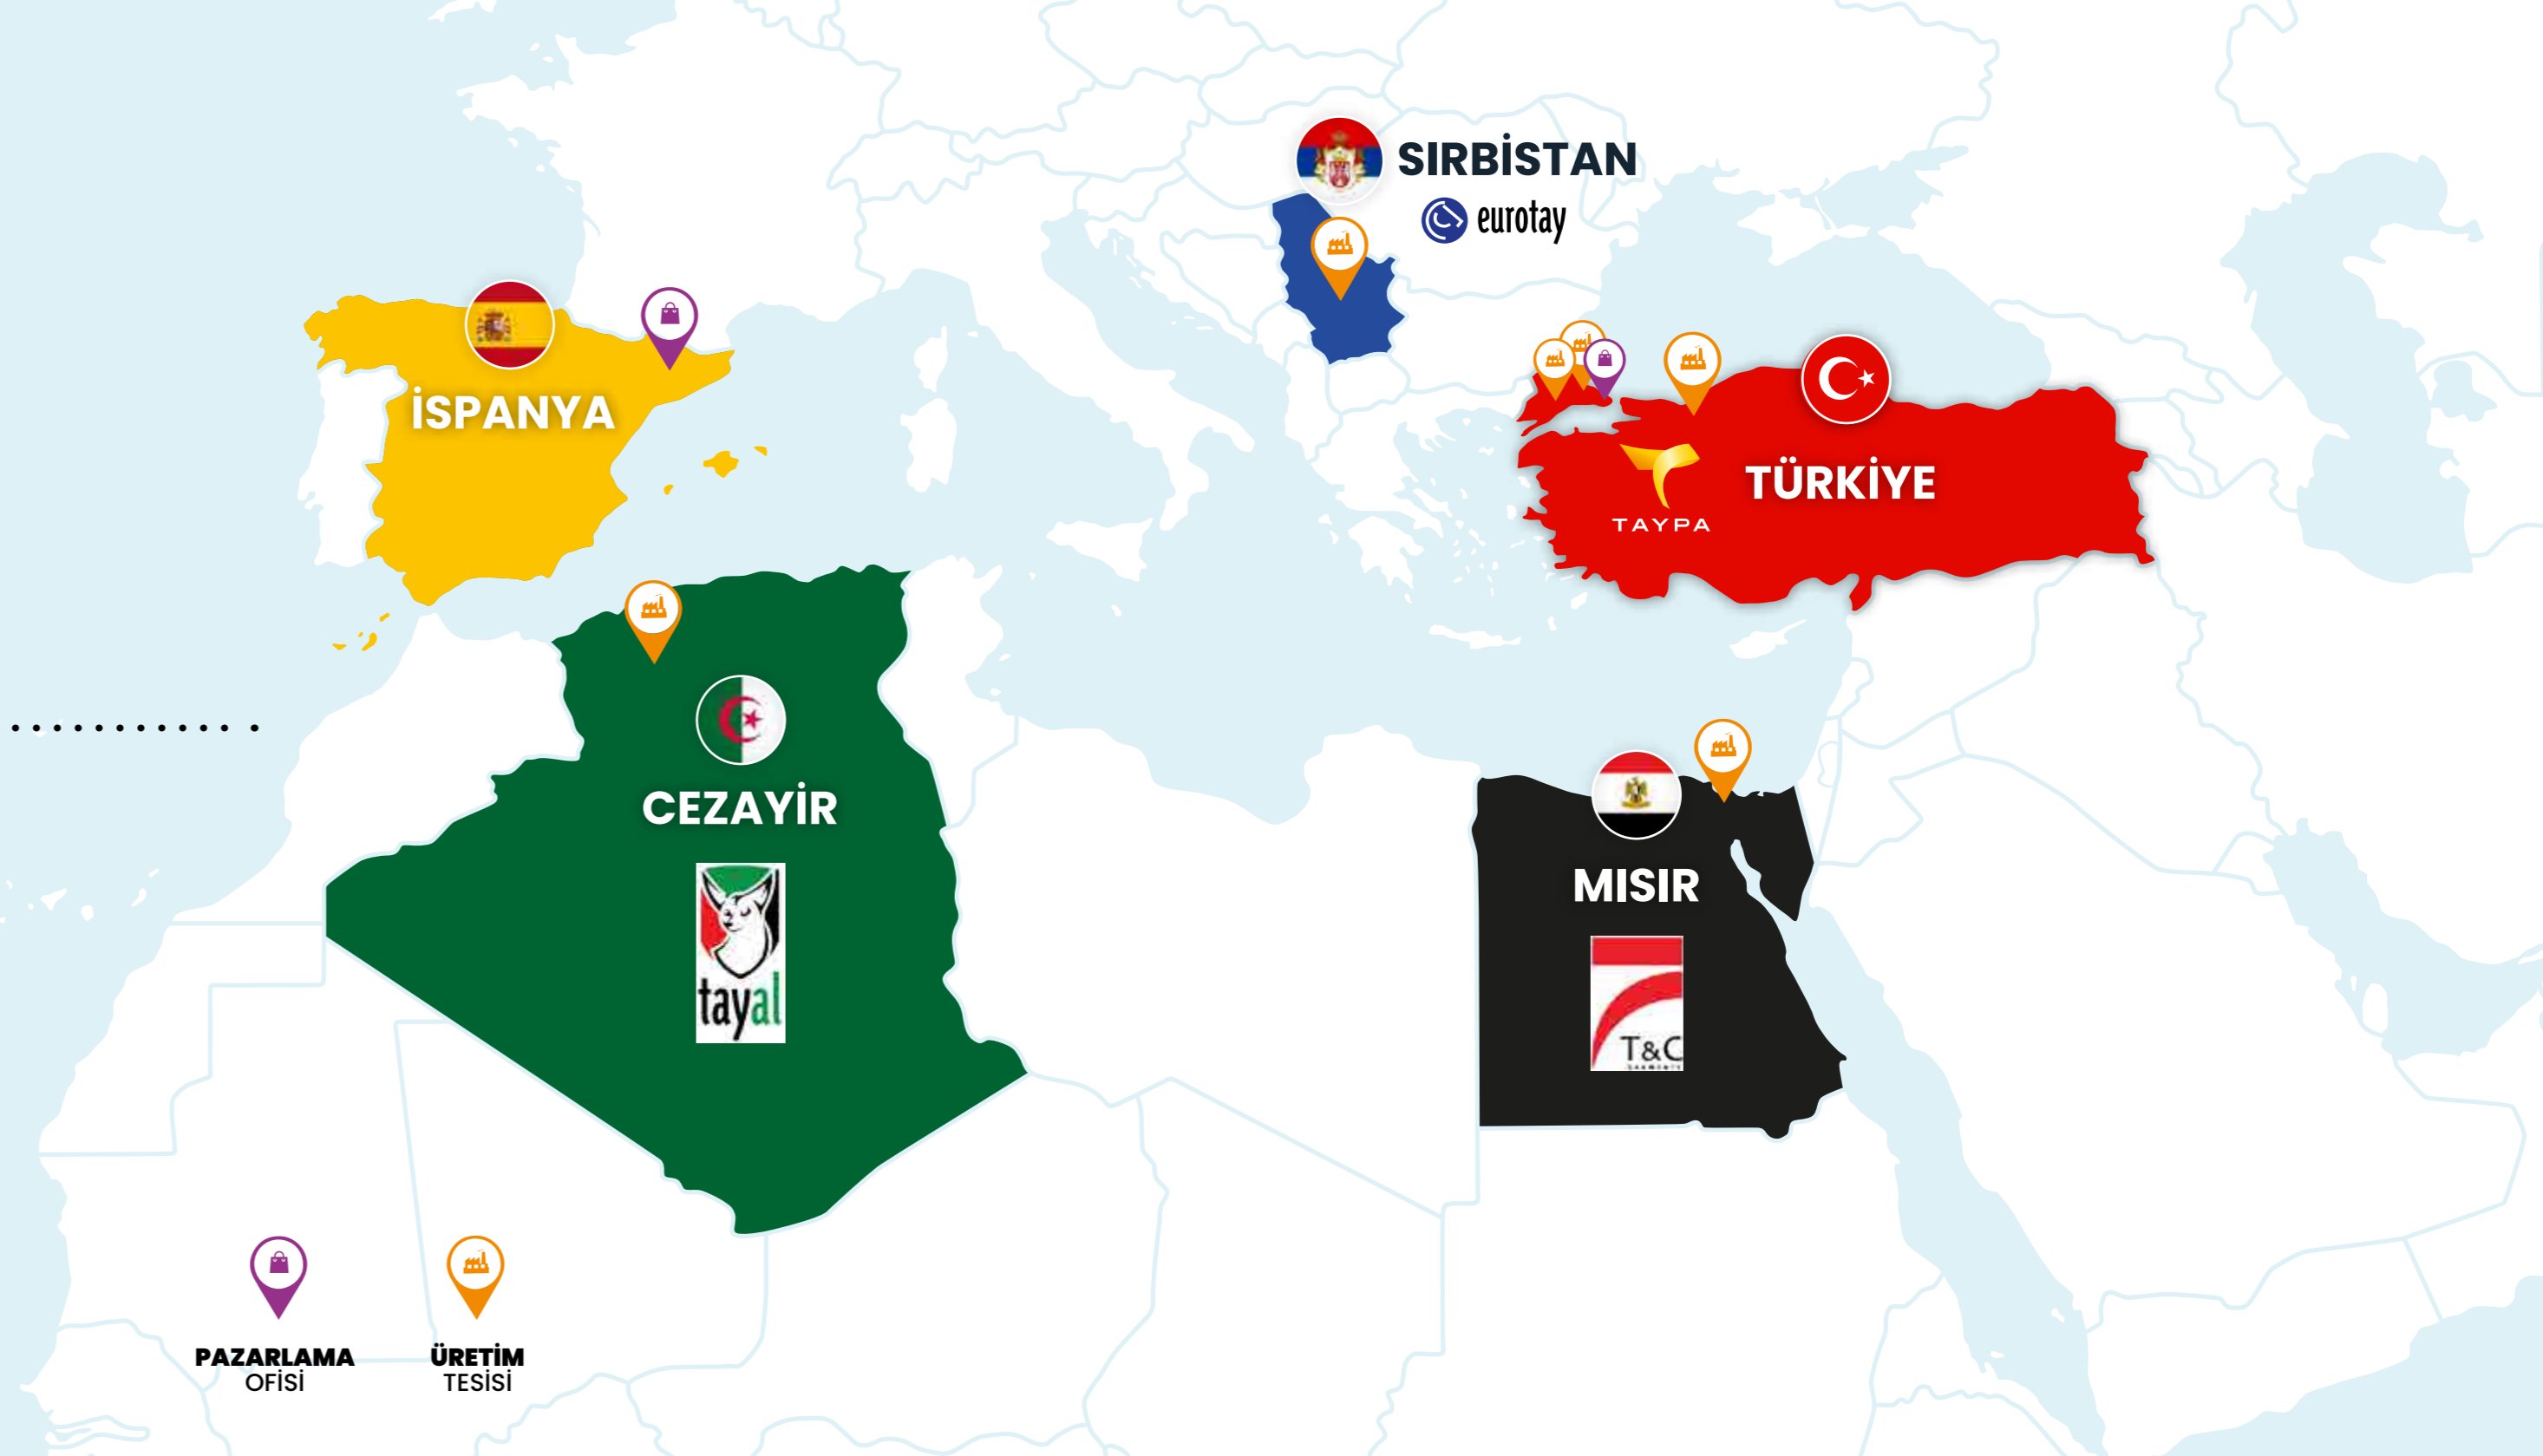 SIRBİSTAN
eurotay
İSPANYA
TÜRKİYE
TAYPA
CEZAYİR
tayal
MISIR
T&C
PAZARLAMA
OFİSİ
ÜRETİM
TESİSİ